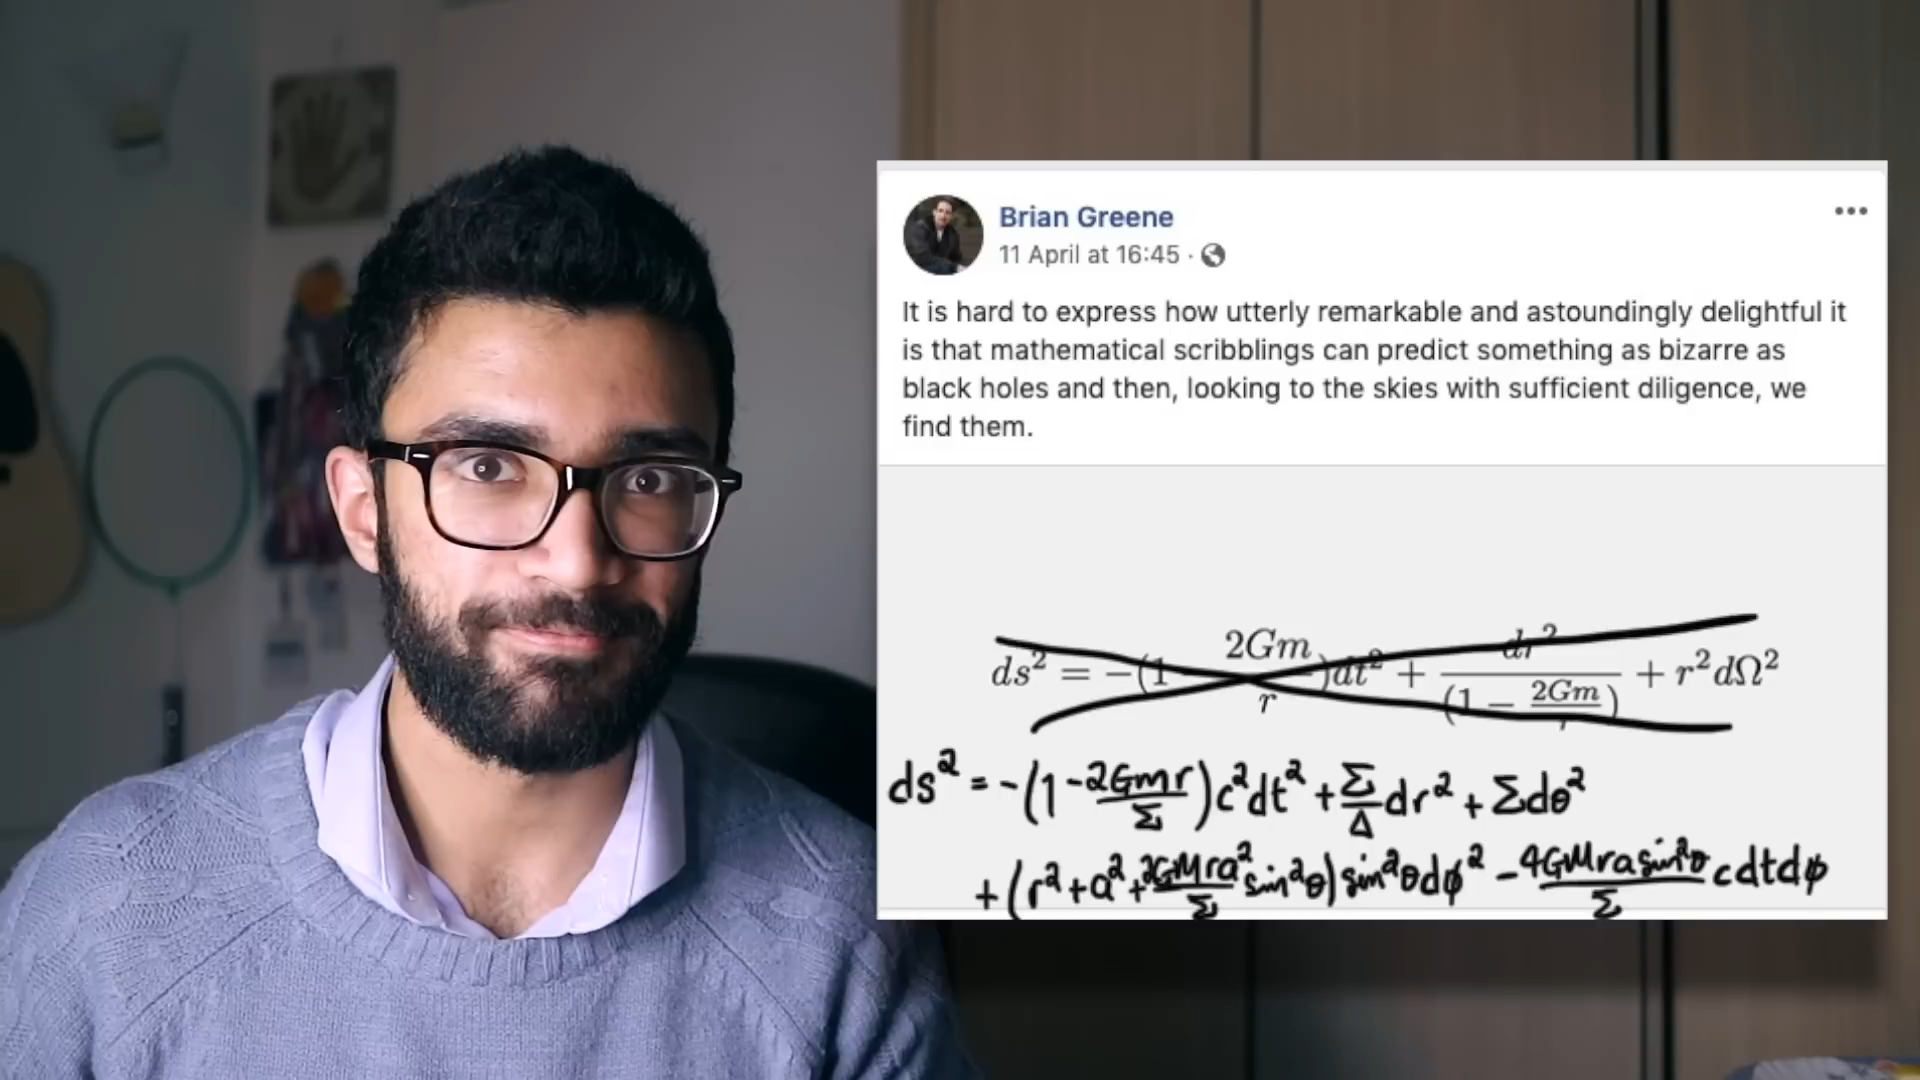 Brian Greene
11 April at 16:45 ·
It is hard to express how utterly remarkable and astoundingly delightful it
is that mathematical scribblings can predict something as bizarre as
black holes and then, looking to the skies with sufficient diligence, we
find them.
ds² = −(1 − 2Gm/r)dt² + dr²/(1 − 2Gm/r) + r²dΩ²
ds² = -(1 - 2Gmr/Σ)c²dt² + Σ/Δ dr² + Σdθ²
+ (r² + a² + 2GMra²/Σ sin²θ) sin²θdϕ² - 4GMra sin²θ/Σ cdtdϕ